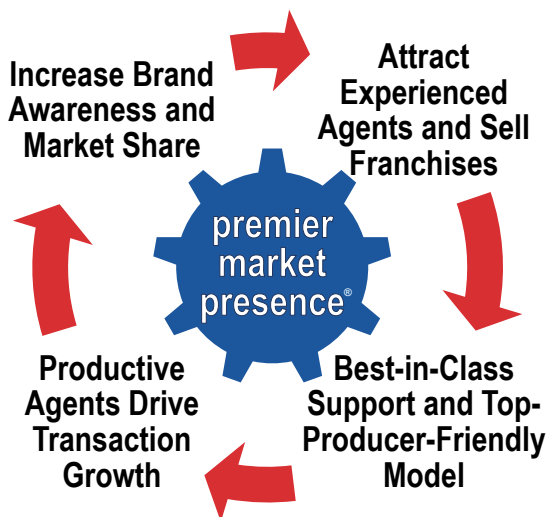 Increase Brand
Awareness and
Market Share
Attract
Experienced
Agents and Sell
Franchises
premier
market
presence®
Productive
Agents Drive
Transaction
Growth
Best-in-Class
Support and Top-
Producer-Friendly
Model